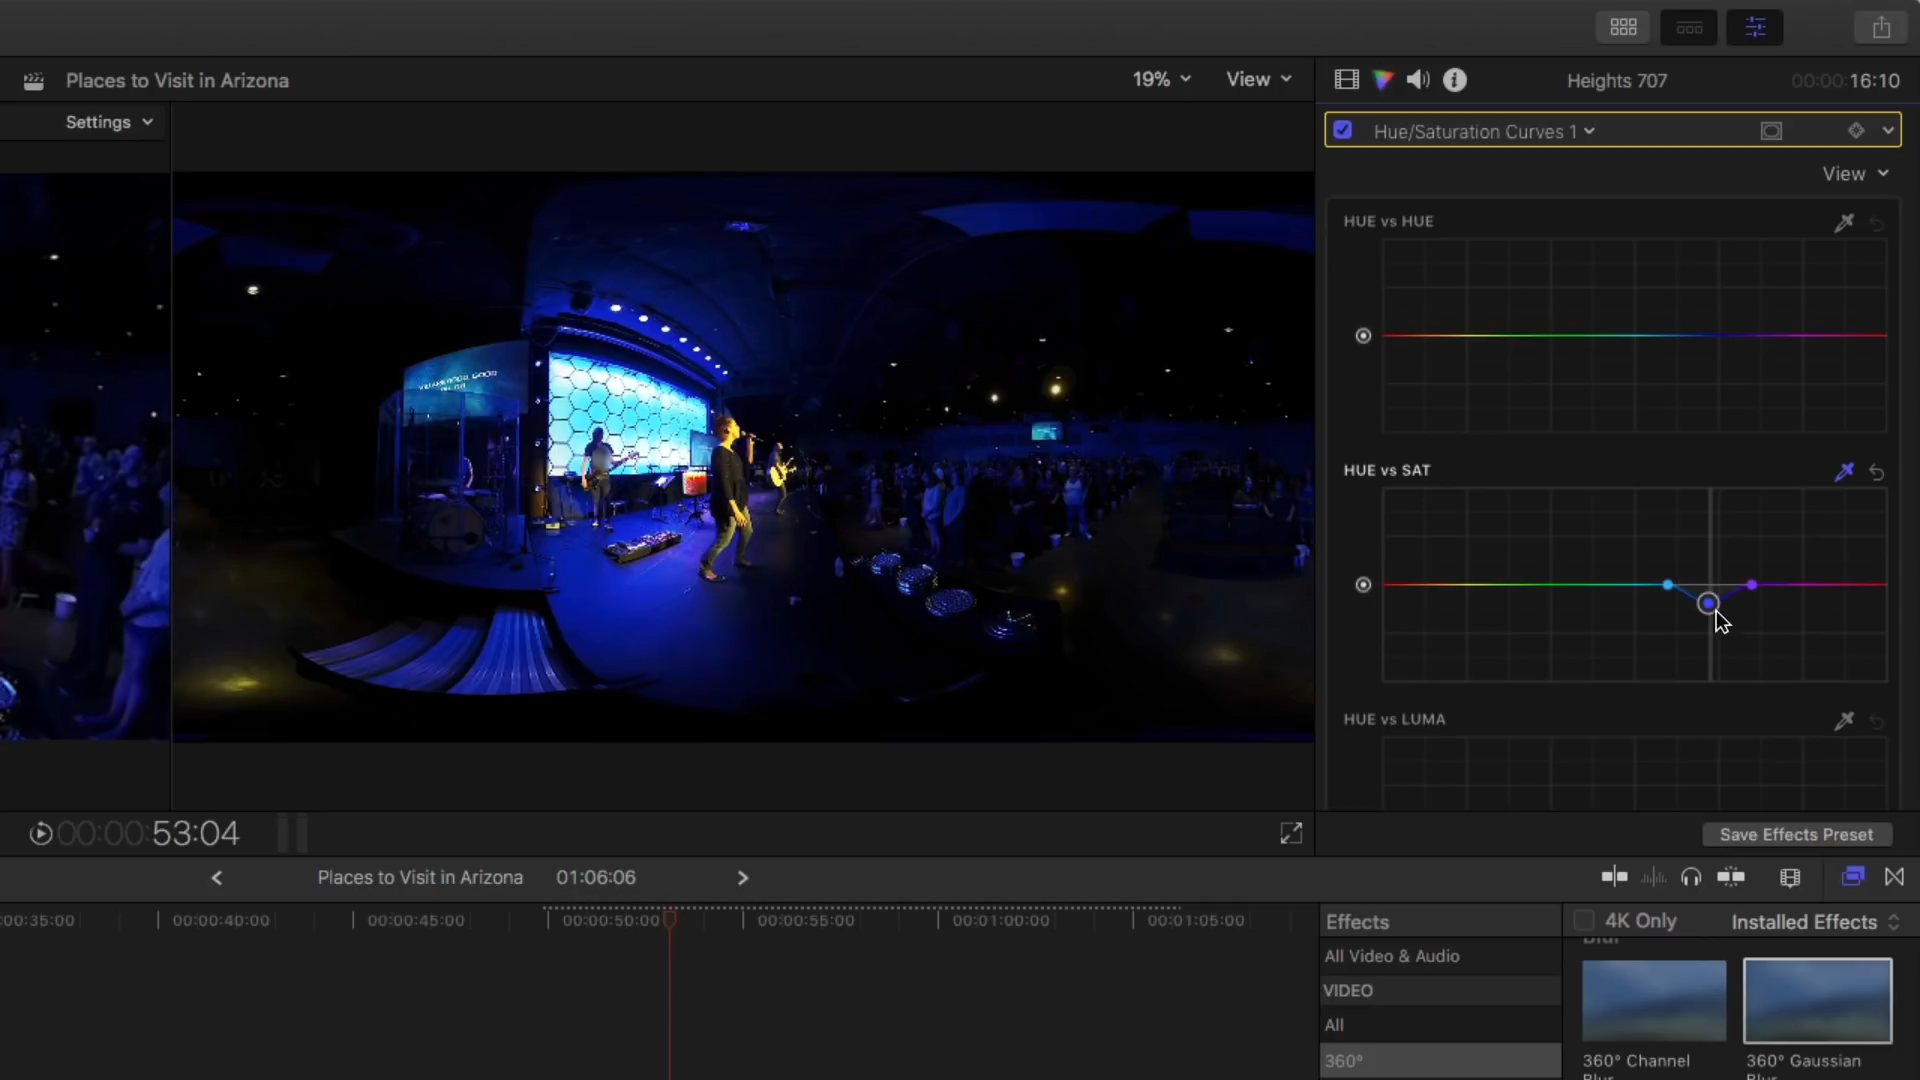 Places to Visit in Arizona
19%
View
Heights 707
00:00:16:10
Settings
Hue/Saturation Curves 1
View
HUE vs HUE
HUE vs SAT
HUE vs LUMA
00:00:53:04
Save Effects Preset
Places to Visit in Arizona
01:06:06
:00:35:00
00:00:40:00
00:00:45:00
00:00:50:00
00:00:55:00
00:01:00:00
00:01:05:00
Effects
4K Only
Installed Effects
Blur
All Video & Audio
VIDEO
All
360°
360° Channel
Blur
360° Gaussian
Blur